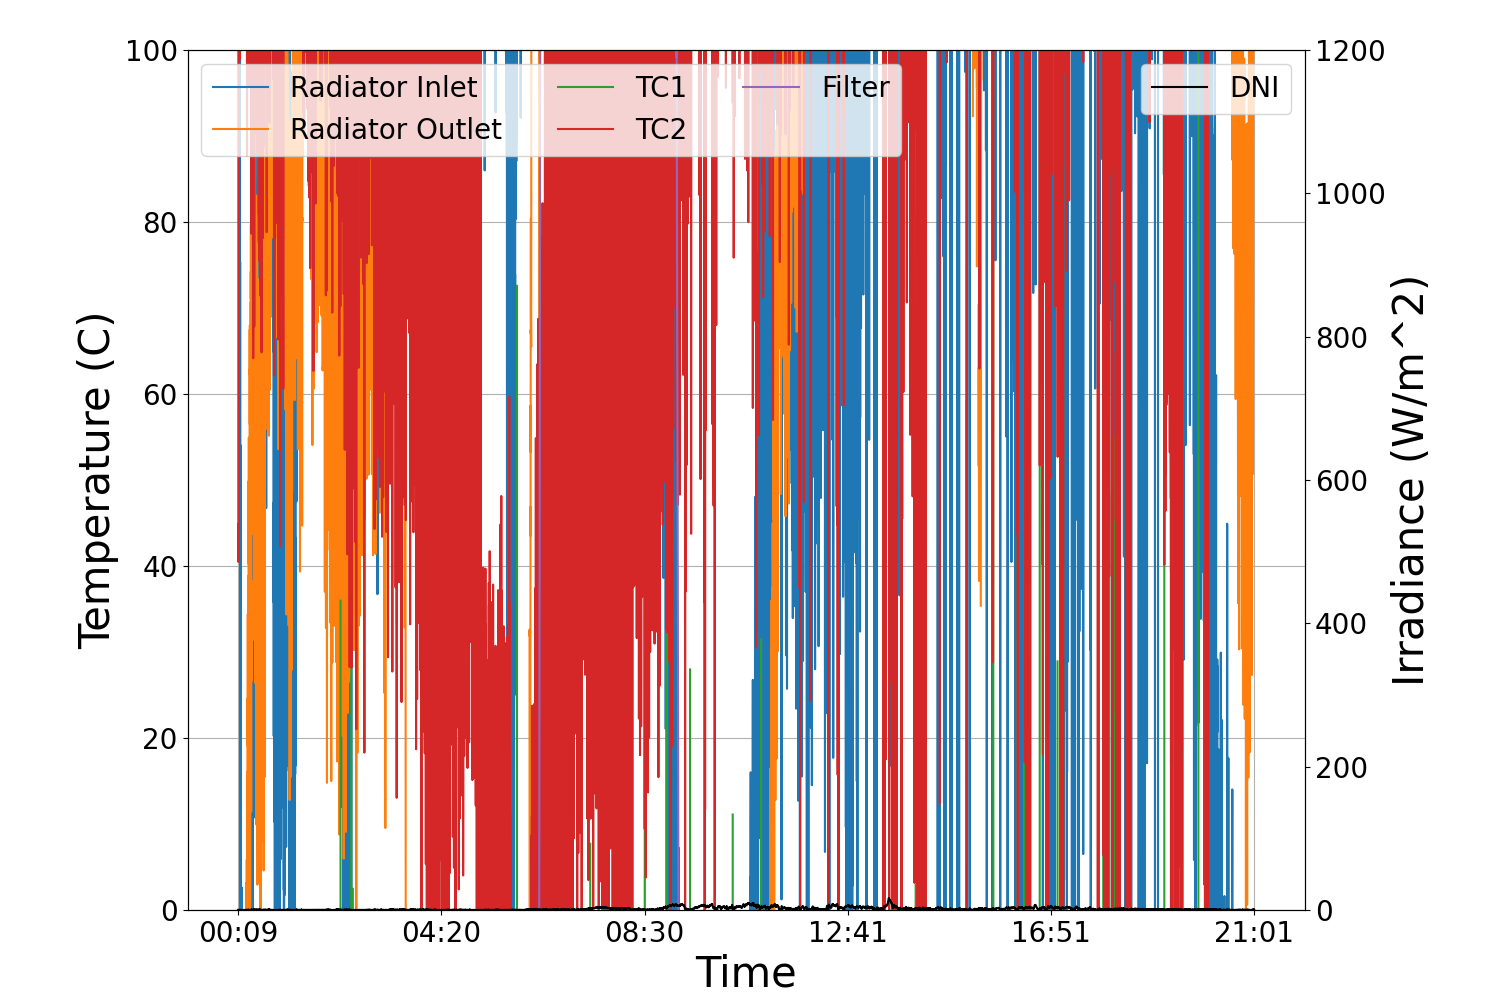 100
80
60
40
20
0
Temperature (C)
Radiator Inlet
Radiator Outlet
TC1
TC2
Filter
DNI
1200
1000
800
600
400
200
0
Irradiance (W/m^2)
00:09
04:20
08:30
12:41
16:51
21:01
Time